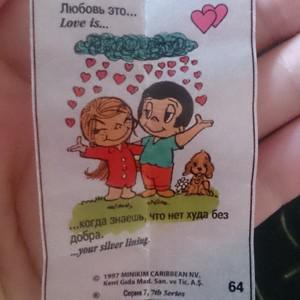 Любовь это...
Love is...
...когда знаешь, что нет худа без
добра.
...your silver lining.
© 1997 MINIKIM CARIBBEAN NV,
Kent Gıda Mad. San. ve Tic. A.Ş.
® Серия 7, 7th Series
64